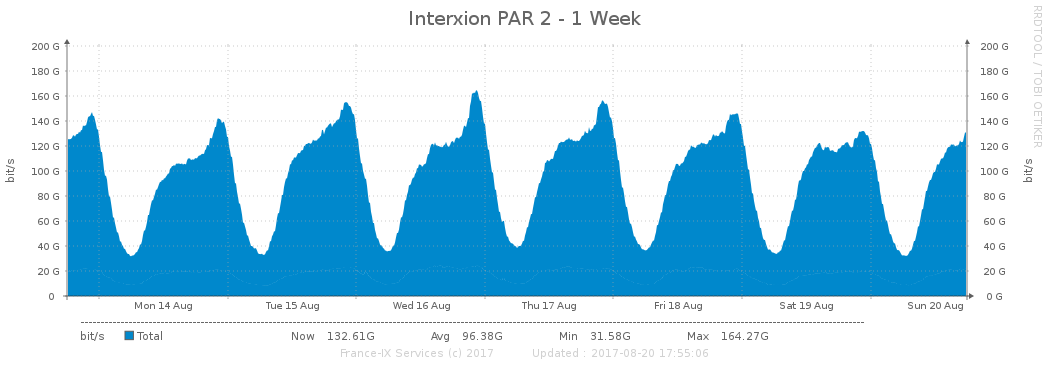 Interxion PAR 2 - 1 Week
RRDTOOL / TOBI OETIKER
bit/s
200 G 200 G
180 G 180 G
160 G 160 G
140 G 140 G
120 G 120 G
100 G 100 G
80 G 80 G
60 G 60 G
40 G 40 G
20 G 20 G
0 0 G
bit/s
Mon 14 Aug Tue 15 Aug Wed 16 Aug Thu 17 Aug Fri 18 Aug Sat 19 Aug Sun 20 Aug
bit/s Total Now 132.61G Avg 96.38G Min 31.58G Max 164.27G
France-IX Services (c) 2017 Updated : 2017-08-20 17:55:06